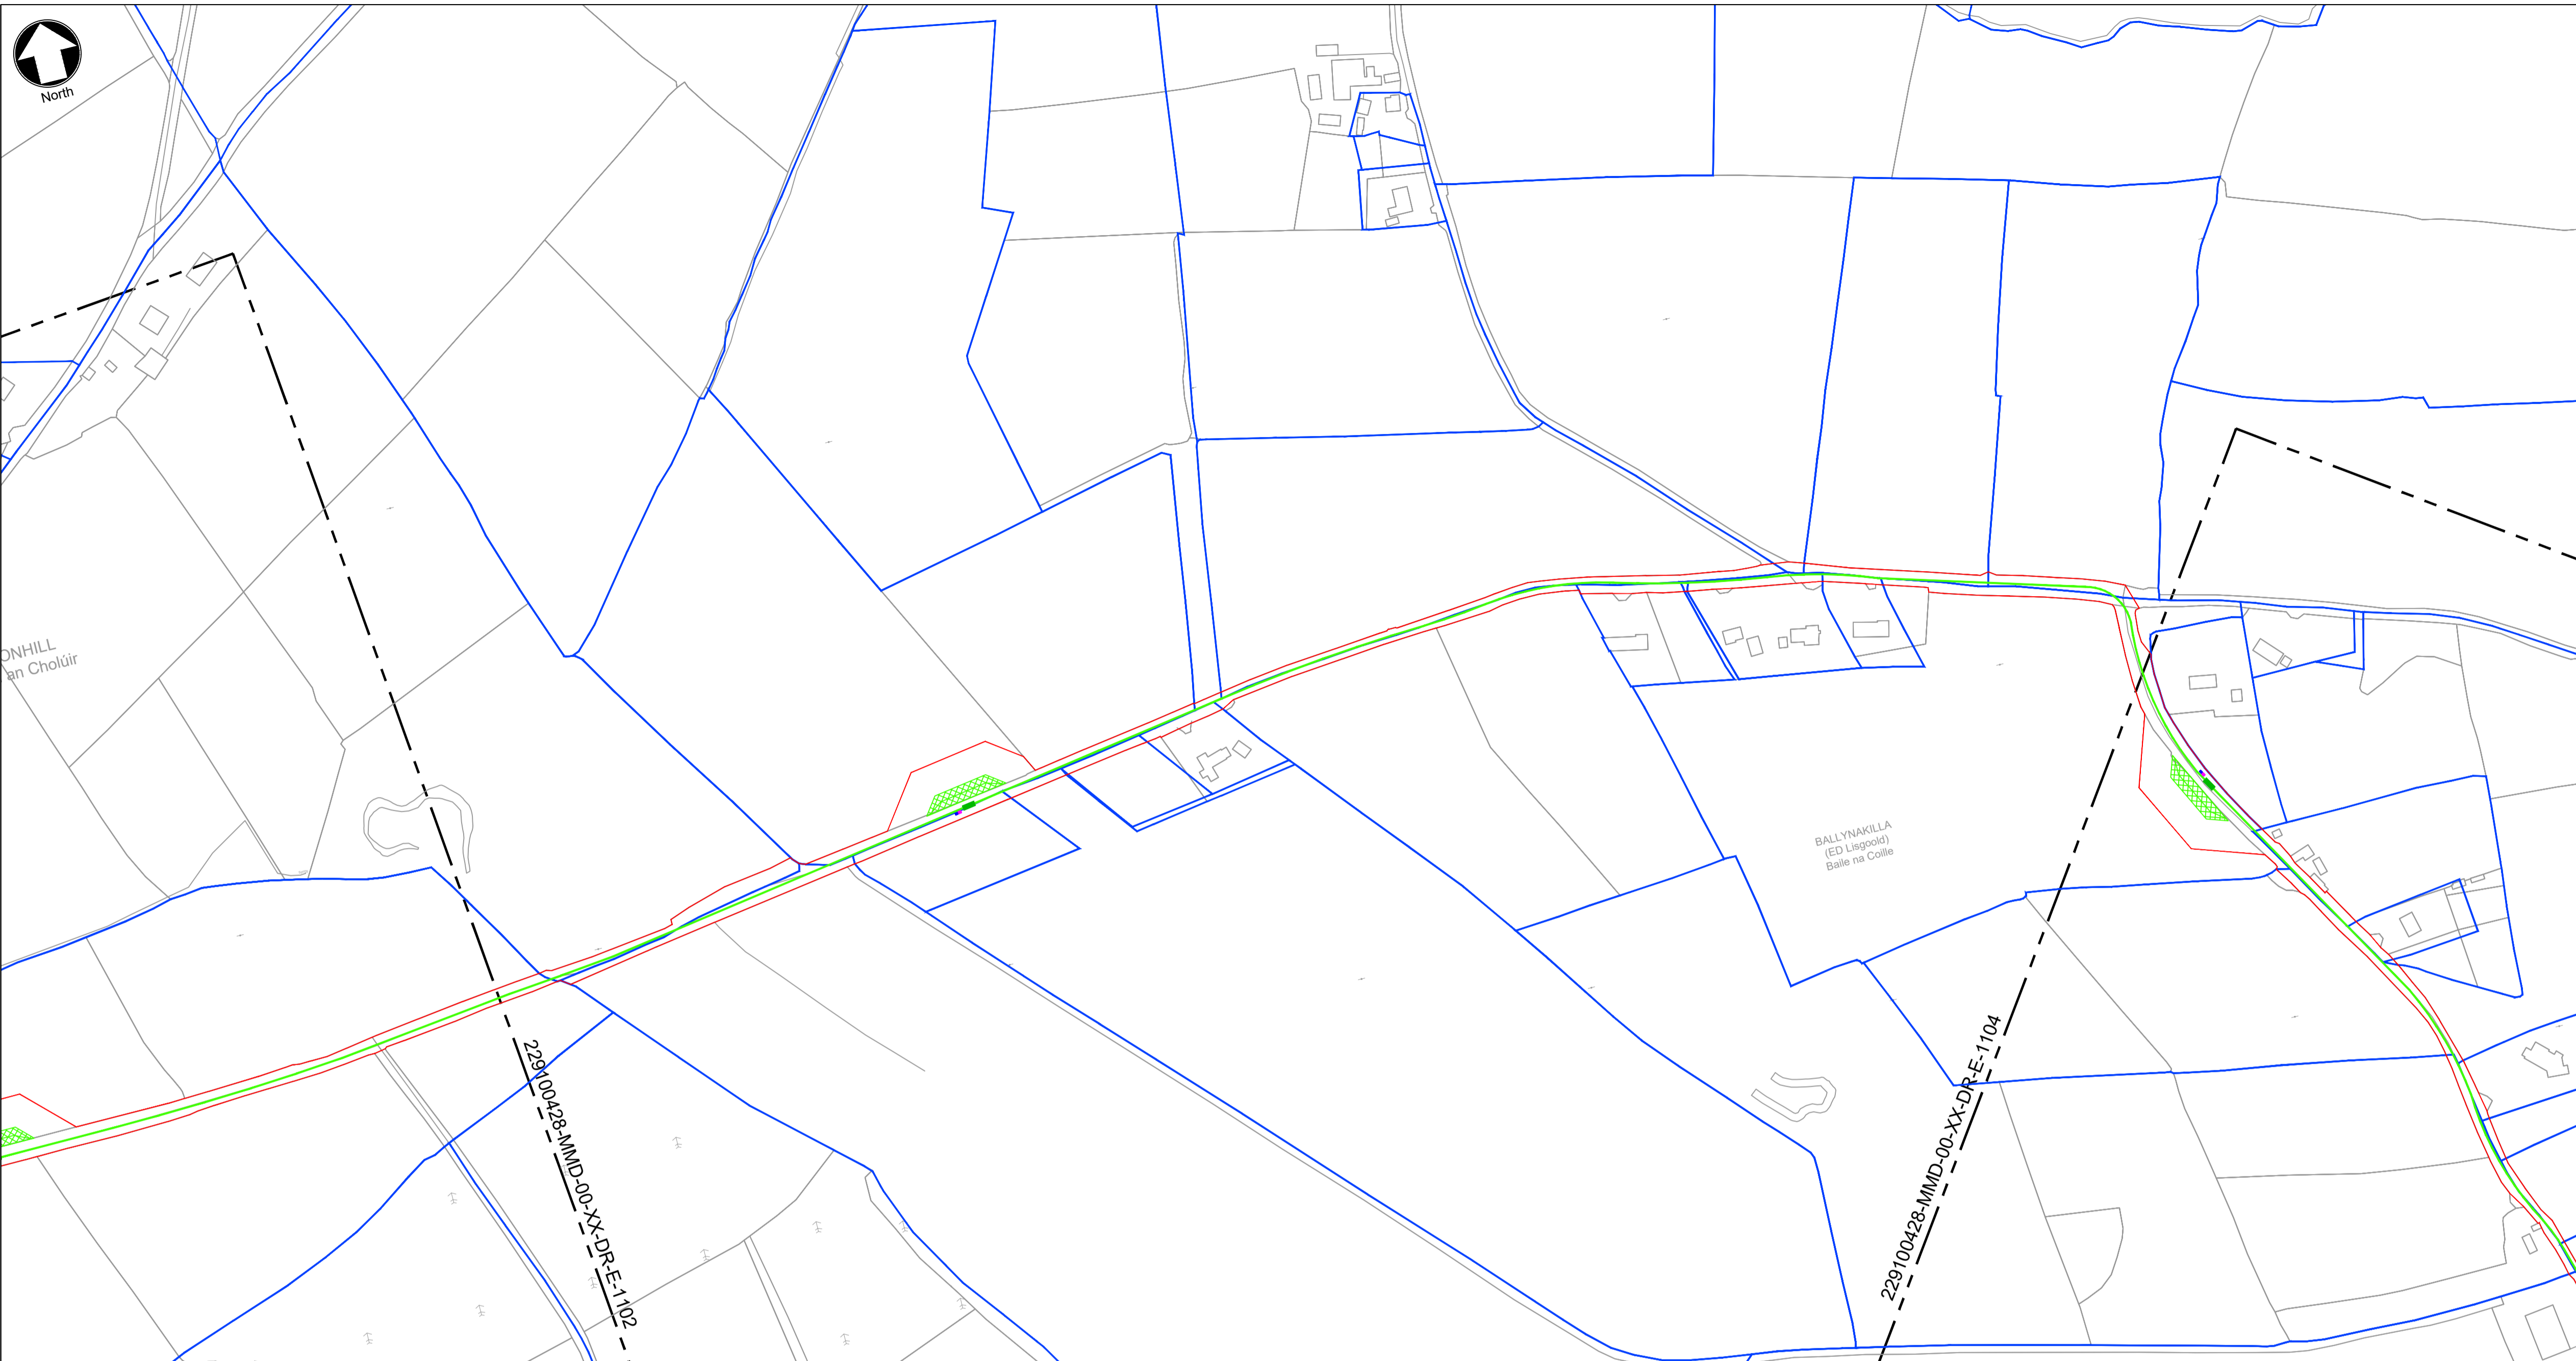 North
ONHILL
an Cholúir
BALLYNAKILLA
(ED Lisgoold)
Baile na Coille
229100428-MMD-00-XX-DR-E-1102
229100428-MMD-00-XX-DR-E-1104